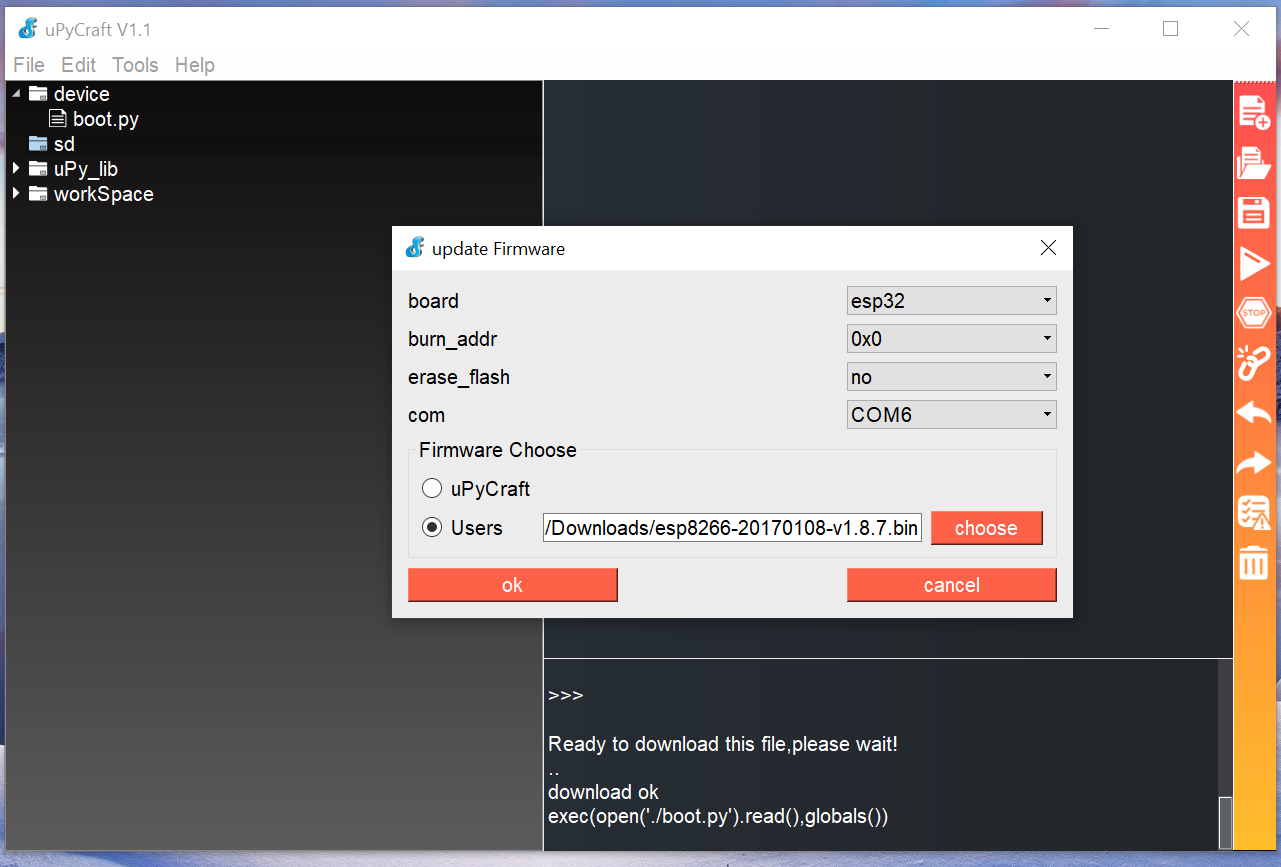 uPyCraft V1.1
File Edit Tools Help
device
boot.py
sd
uPy_lib
workSpace
update Firmware
board esp32
burn_addr 0x0
erase_flash no
com COM6
Firmware Choose
uPyCraft
Users /Downloads/esp8266-20170108-v1.8.7.bin choose
ok cancel
STOP
>>>
Ready to download this file,please wait!
..
download ok
exec(open('./boot.py').read(),globals())